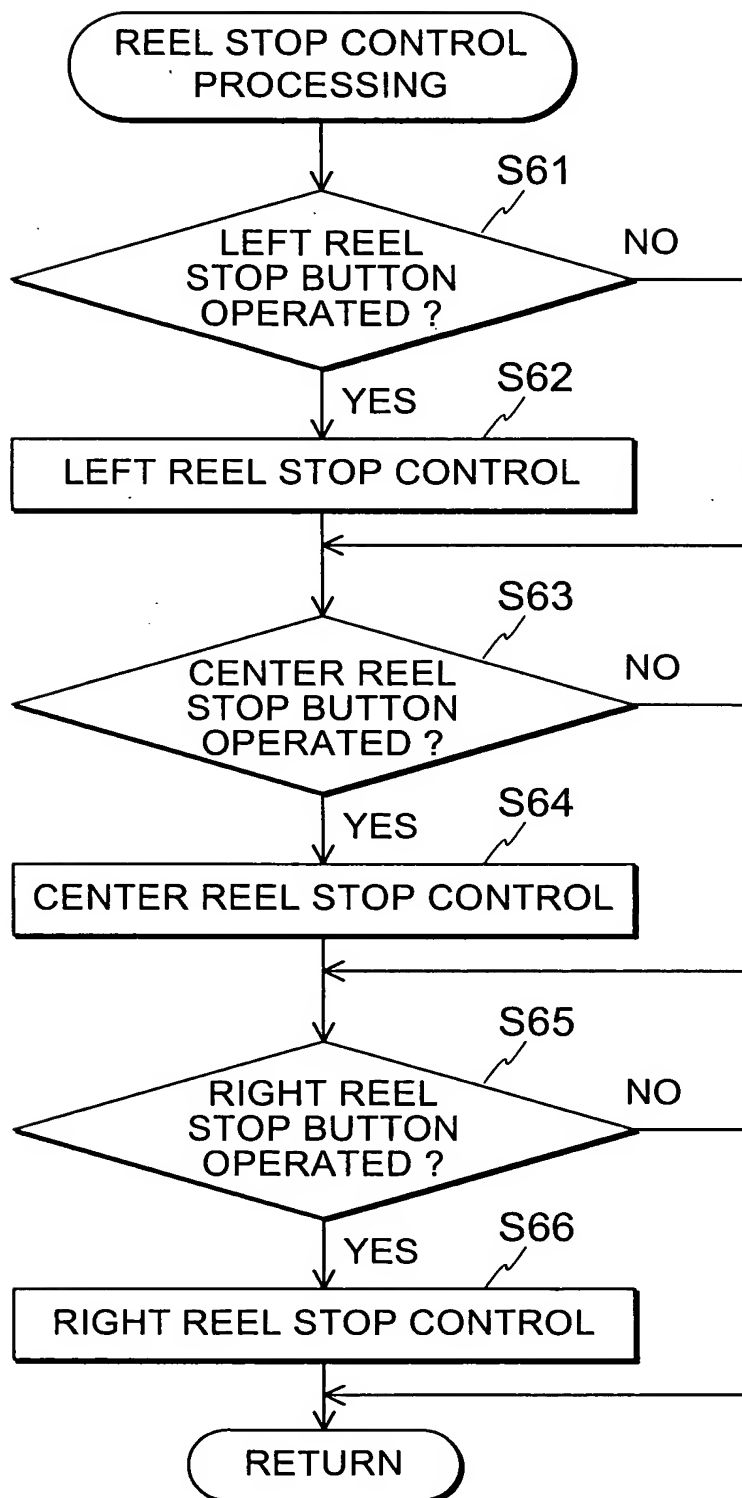 REEL STOP CONTROL
PROCESSING
S61
LEFT REEL
STOP BUTTON
OPERATED ?
NO
YES
S62
LEFT REEL STOP CONTROL
S63
CENTER REEL
STOP BUTTON
OPERATED ?
NO
YES
S64
CENTER REEL STOP CONTROL
S65
RIGHT REEL
STOP BUTTON
OPERATED ?
NO
YES
S66
RIGHT REEL STOP CONTROL
RETURN